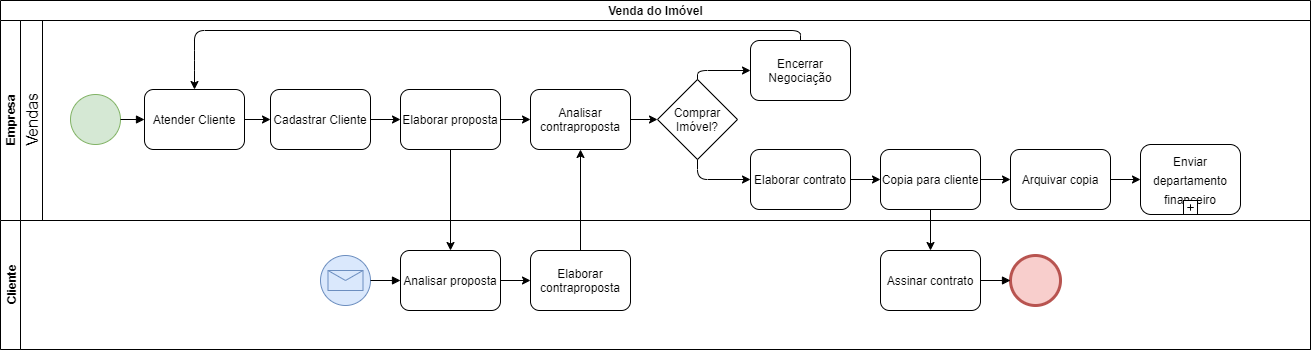 Venda do Imóvel
Empresa
Vendas
Encerrar
Negociação
Atender Cliente
Cadastrar Cliente
Elaborar proposta
Analisar
contraproposta
Comprar
Imóvel?
Elaborar contrato
Copia para cliente
Arquivar copia
Enviar
departamento
financeiro
Cliente
Analisar proposta
Elaborar
contraproposta
Assinar contrato